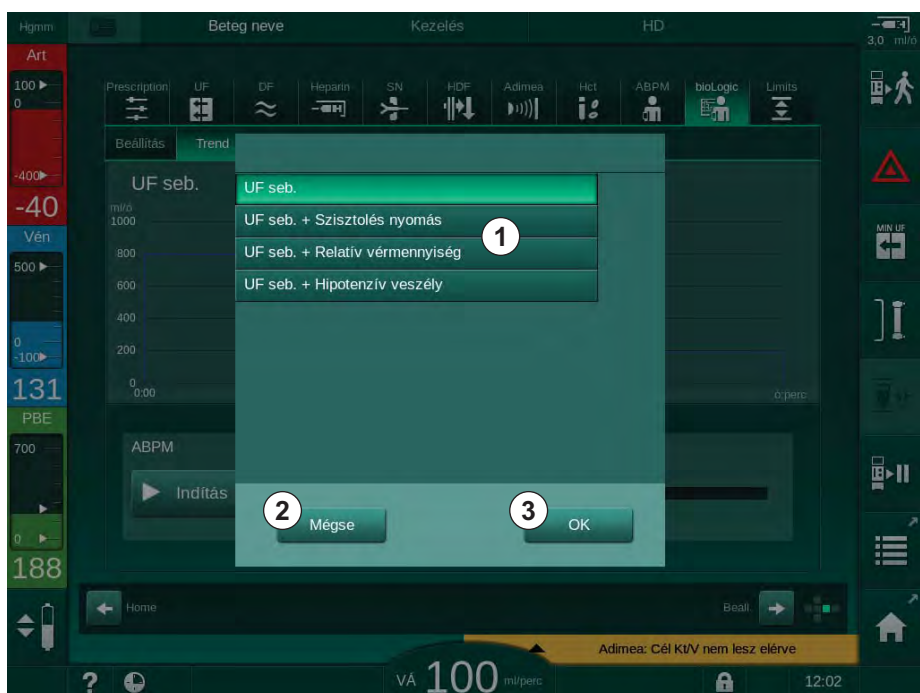 Hgmm
Beteg neve
Kezelés
HD
3,0 ml/ó
Art
100
0
-400
-40
Vén
500
0
-100
131
PBE
700
0
188
Prescription
UF
DF
Heparin
SN
HDF
Adimea
Hct
ABPM
bioLogic
Limits
Beállítás
Trend
UF seb.
ml/ó
1000
800
600
400
200
0
0:00
ó:perc
UF seb.
UF seb. + Szisztolés nyomás
UF seb. + Relatív vérmennyiség
UF seb. + Hipotenzív veszély
1
ABPM
Indítás
2
Mégse
3
OK
MIN UF
Home
Beáll.
Adimea: Cél Kt/V nem lesz elérve
?
VÁ 100 ml/perc
12:02